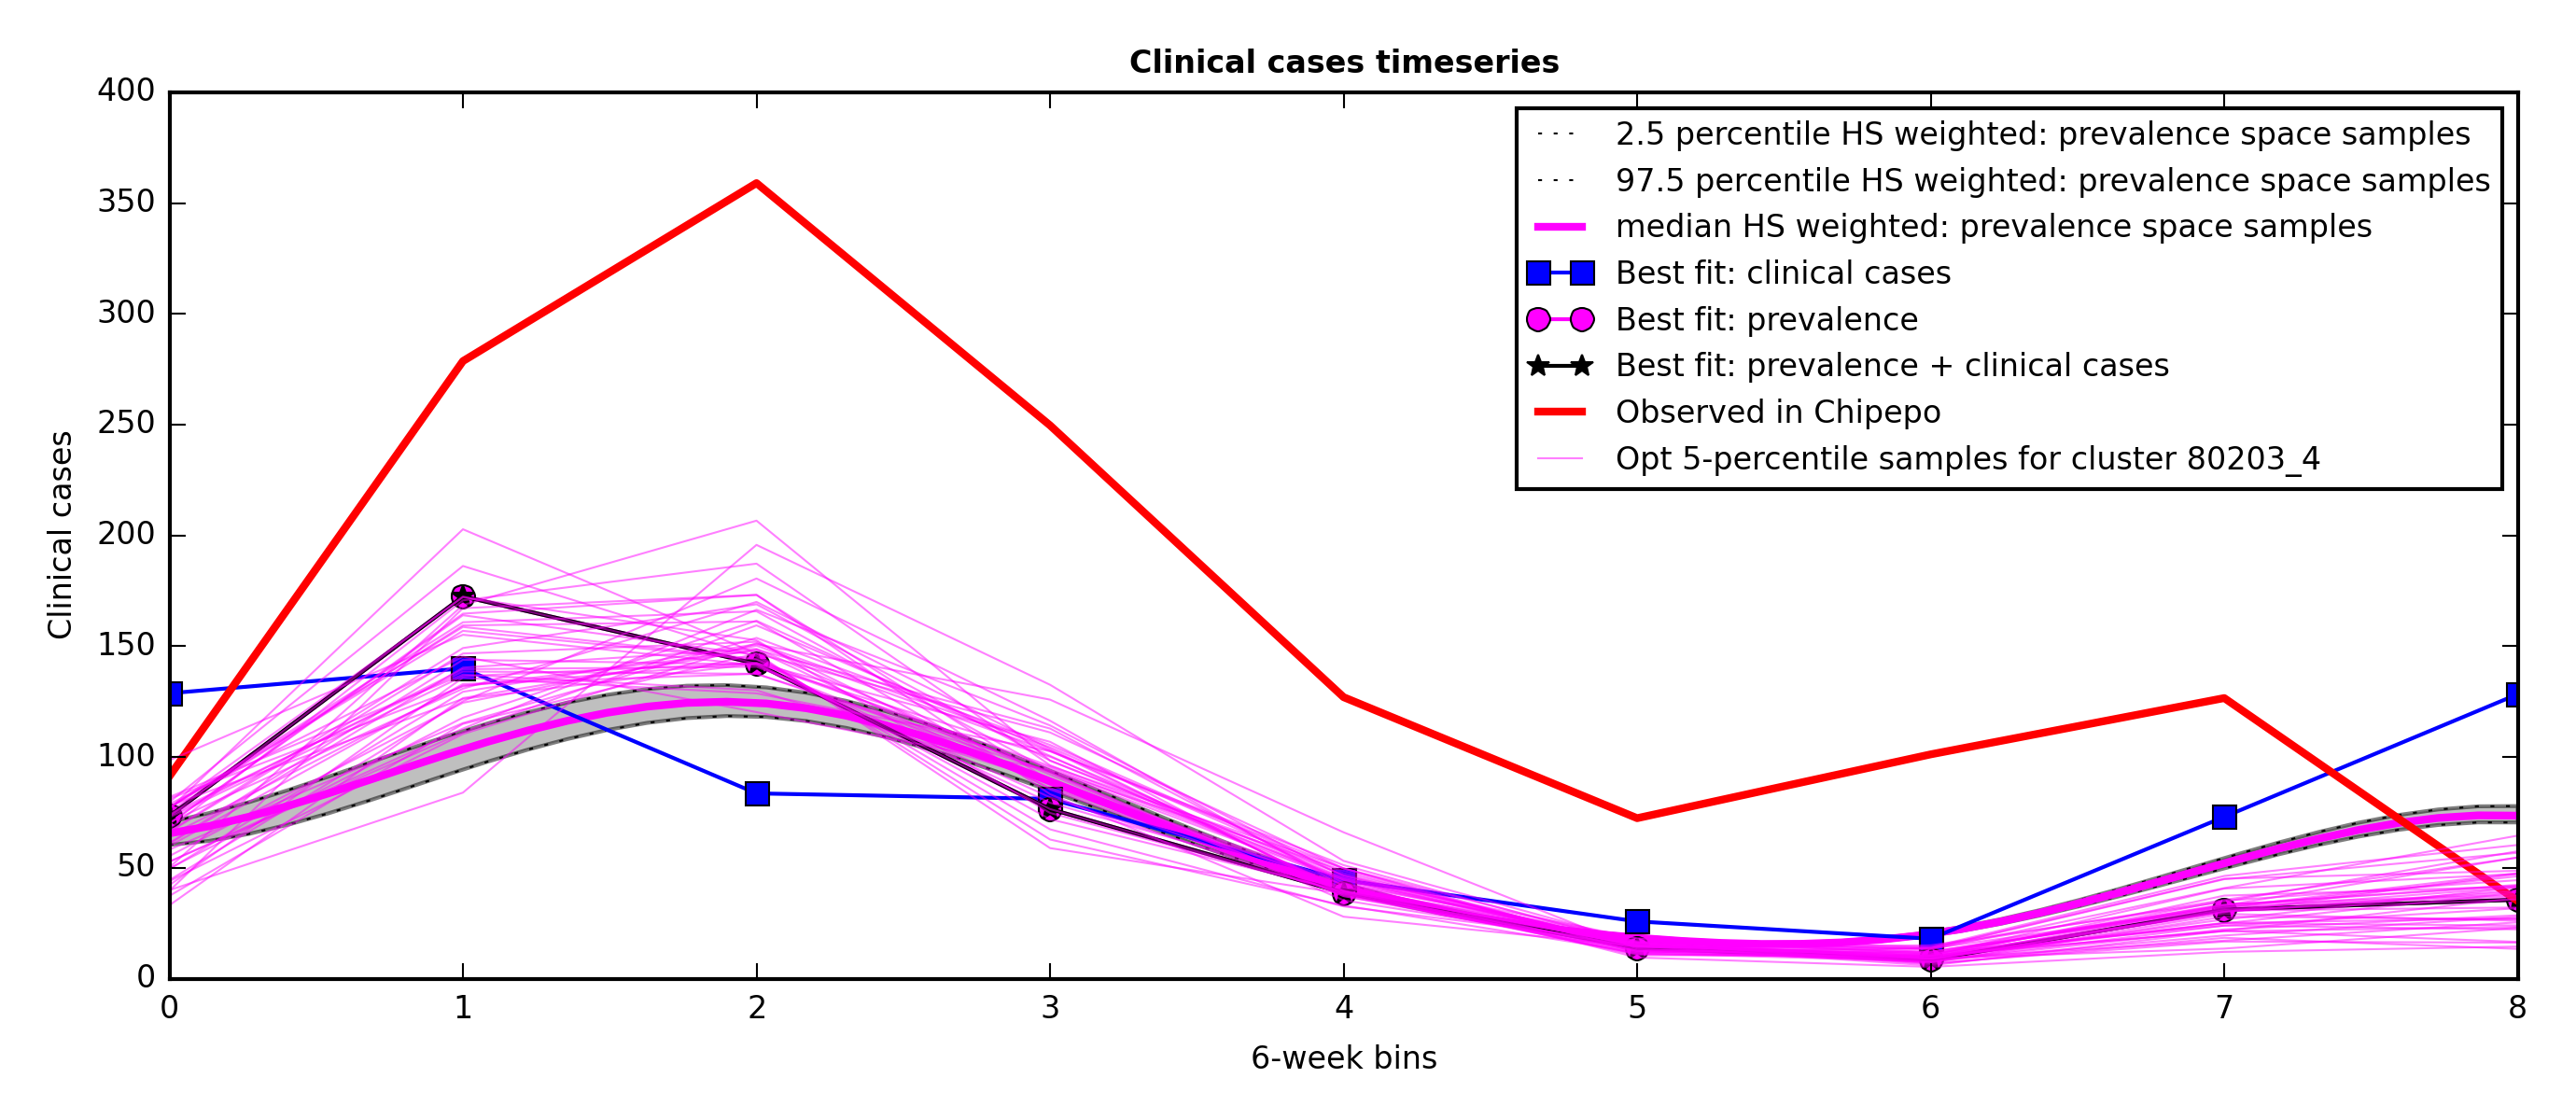 Clinical cases timeseries
400
350
300
250
200
150
100
50
0
Clinical cases
2.5 percentile HS weighted: prevalence space samples
97.5 percentile HS weighted: prevalence space samples
median HS weighted: prevalence space samples
Best fit: clinical cases
Best fit: prevalence
Best fit: prevalence + clinical cases
Observed in Chipepo
Opt 5-percentile samples for cluster 80203_4
0 1 2 3 4 5 6 7 8
6-week bins